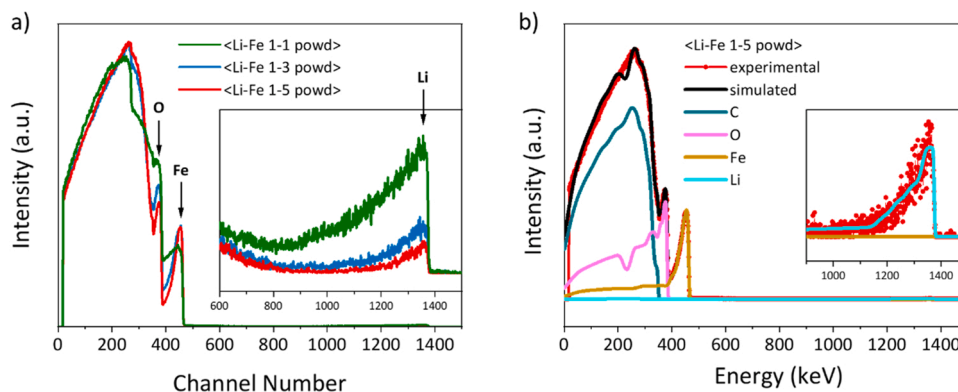 a)
<Li-Fe 1-1 powd>
<Li-Fe 1-3 powd>
<Li-Fe 1-5 powd>
O
Fe
Li
600 800 1000 1200 1400
Intensity (a.u.)
0 200 400 600 800 1000 1200 1400
Channel Number
b)
<Li-Fe 1-5 powd>
experimental
simulated
C
O
Fe
Li
1000 1200 1400
Intensity (a.u.)
0 200 400 600 800 1000 1200 1400
Energy (keV)